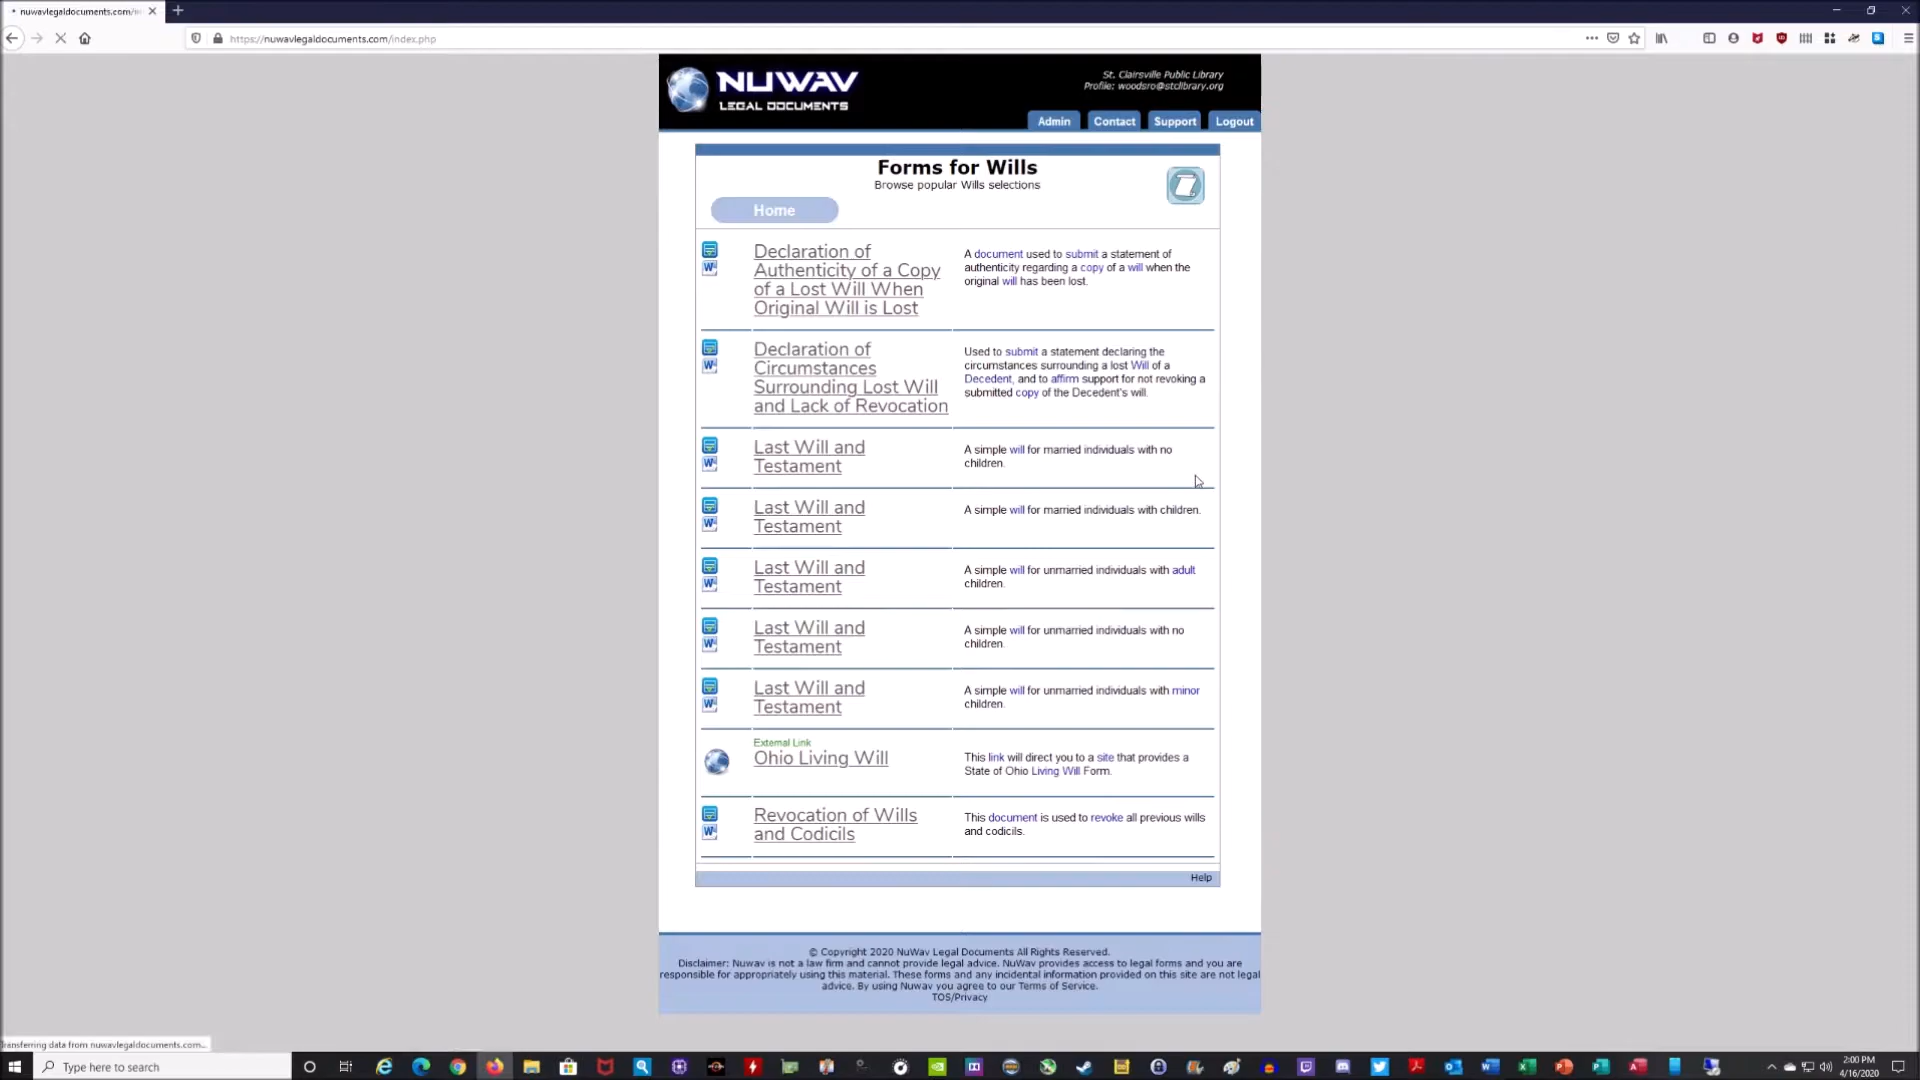 nuwavlegaldocuments.com/in
https://nuwavlegaldocuments.com/index.php
NUWAV
LEGAL DOCUMENTS
St. Clairsville Public Library
Profile: woodsro@stclibrary.org
Admin Contact Support Logout
Forms for Wills
Browse popular Wills selections
Home
Declaration of
Authenticity of a Copy
of a Lost Will When
Original Will is Lost
A document used to submit a statement of
authenticity regarding a copy of a will when the
original will has been lost.
Declaration of
Circumstances
Surrounding Lost Will
and Lack of Revocation
Used to submit a statement declaring the
circumstances surrounding a lost Will of a
Decedent, and to affirm support for not revoking a
submitted copy of the Decedent's will.
Last Will and
Testament
A simple will for married individuals with no
children.
Last Will and
Testament
A simple will for married individuals with children.
Last Will and
Testament
A simple will for unmarried individuals with adult
children.
Last Will and
Testament
A simple will for unmarried individuals with no
children.
Last Will and
Testament
A simple will for unmarried individuals with minor
children.
External Link
Ohio Living Will
This link will direct you to a site that provides a
State of Ohio Living Will Form.
Revocation of Wills
and Codicils
This document is used to revoke all previous wills
and codicils.
Help
© Copyright 2020 NuWav Legal Documents All Rights Reserved.
Disclaimer: Nuwav is not a law firm and cannot provide legal advice. NuWav provides access to legal forms and you are
responsible for appropriately using this material. These forms and any incidental information provided on this site are not legal
advice. By using Nuwav you agree to our Terms of Service.
TOS/Privacy
Transferring data from nuwavlegaldocuments.com...
Type here to search
2:00 PM
4/16/2020